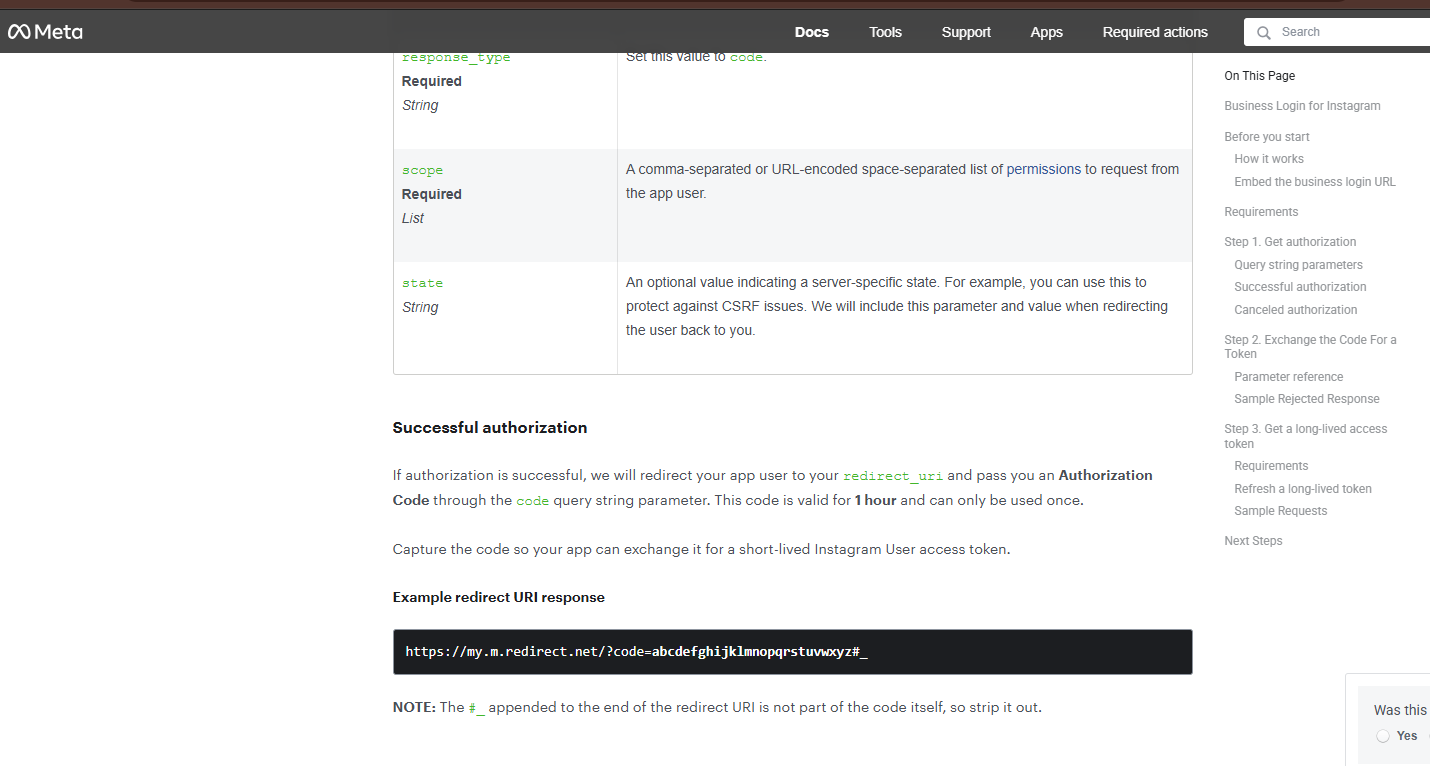 Meta
Docs
Tools
Support
Apps
Required actions
Search
response_type
Required
String
Set this value to code.
scope
Required
List
A comma-separated or URL-encoded space-separated list of permissions to request from
the app user.
state
String
An optional value indicating a server-specific state. For example, you can use this to
protect against CSRF issues. We will include this parameter and value when redirecting
the user back to you.
Successful authorization
If authorization is successful, we will redirect your app user to your redirect_uri and pass you an Authorization
Code through the code query string parameter. This code is valid for 1 hour and can only be used once.
Capture the code so your app can exchange it for a short-lived Instagram User access token.
Example redirect URI response
https://my.m.redirect.net/?code=abcdefghijklmnopqrstuvwxyz#_
NOTE: The #_ appended to the end of the redirect URI is not part of the code itself, so strip it out.
On This Page
Business Login for Instagram
Before you start
How it works
Embed the business login URL
Requirements
Step 1. Get authorization
Query string parameters
Successful authorization
Canceled authorization
Step 2. Exchange the Code For a
Token
Parameter reference
Sample Rejected Response
Step 3. Get a long-lived access
token
Requirements
Refresh a long-lived token
Sample Requests
Next Steps
Was this
Yes